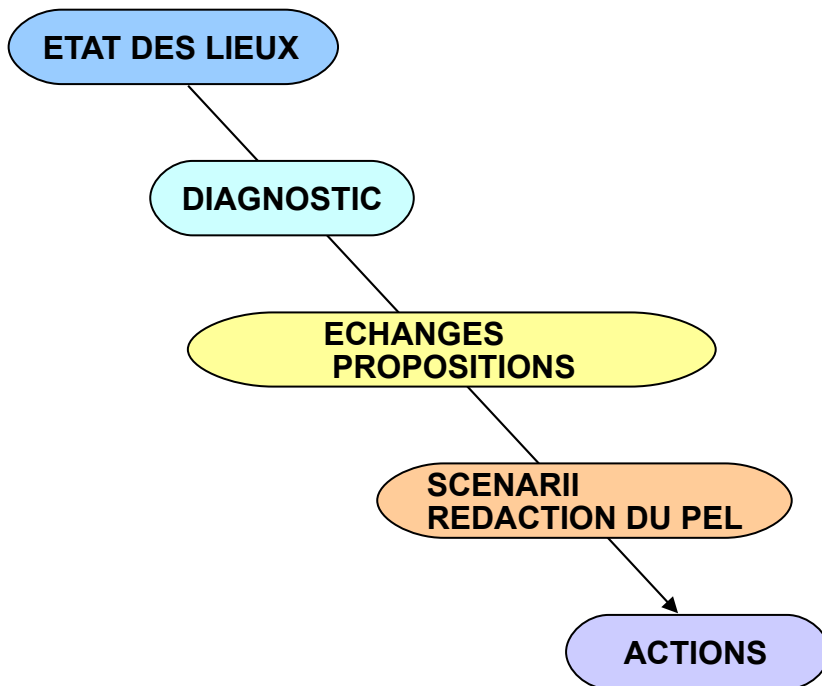 ETAT DES LIEUX
DIAGNOSTIC
ECHANGES
PROPOSITIONS
SCENARII
REDACTION DU PEL
ACTIONS